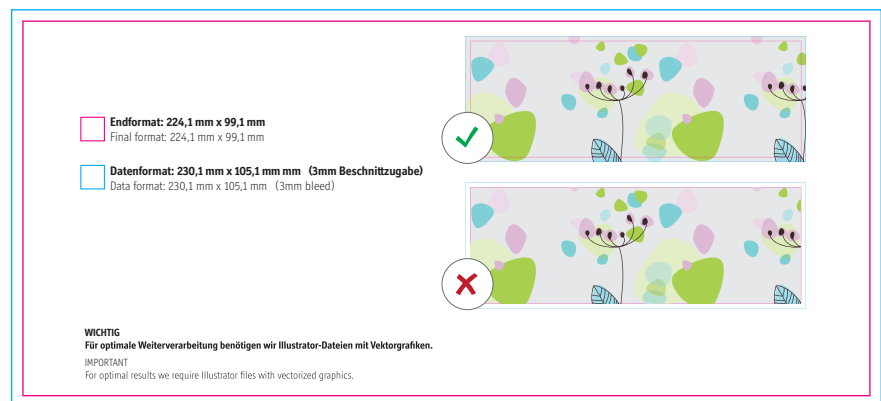 Endformat: 224,1 mm x 99,1 mm
Final format: 224,1 mm x 99,1 mm
Datenformat: 230,1 mm x 105,1 mm mm (3mm Beschnittzugabe)
Data format: 230,1 mm x 105,1 mm (3mm bleed)
WICHTIG
Für optimale Weiterverarbeitung benötigen wir Illustrator-Dateien mit Vektorgrafiken.
IMPORTANT
For optimal results we require Illustrator files with vectorized graphics.